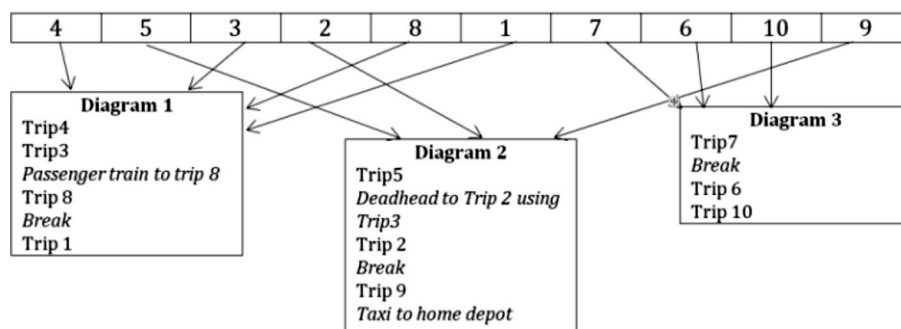 4 5 3 2 8 1 7 6 10 9
Diagram 1
Trip4
Trip3
Passenger train to trip 8
Trip 8
Break
Trip 1
Diagram 2
Trip5
Deadhead to Trip 2 using
Trip3
Trip 2
Break
Trip 9
Taxi to home depot
Diagram 3
Trip7
Break
Trip 6
Trip 10